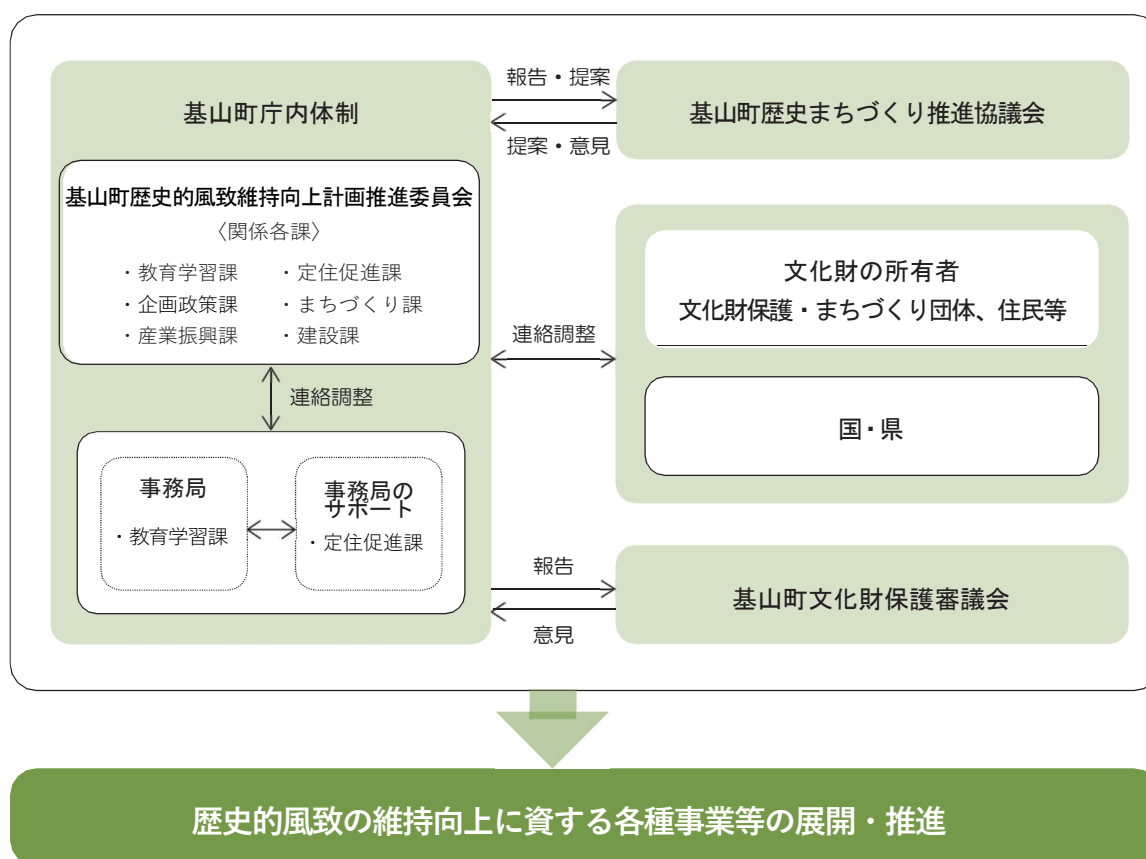 基山町庁内体制
基山町歴史的風致維持向上計画推進委員会
〈関係各課〉
・教育学習課
・定住促進課
・企画政策課
・まちづくり課
・産業振興課
・建設課
連絡調整
事務局
・教育学習課
事務局の
サポート
・定住促進課
報告・提案
提案・意見
基山町歴史まちづくり推進協議会
連絡調整
文化財の所有者
文化財保護・まちづくり団体、住民等
国・県
報告
意見
基山町文化財保護審議会
歴史的風致の維持向上に資する各種事業等の展開・推進